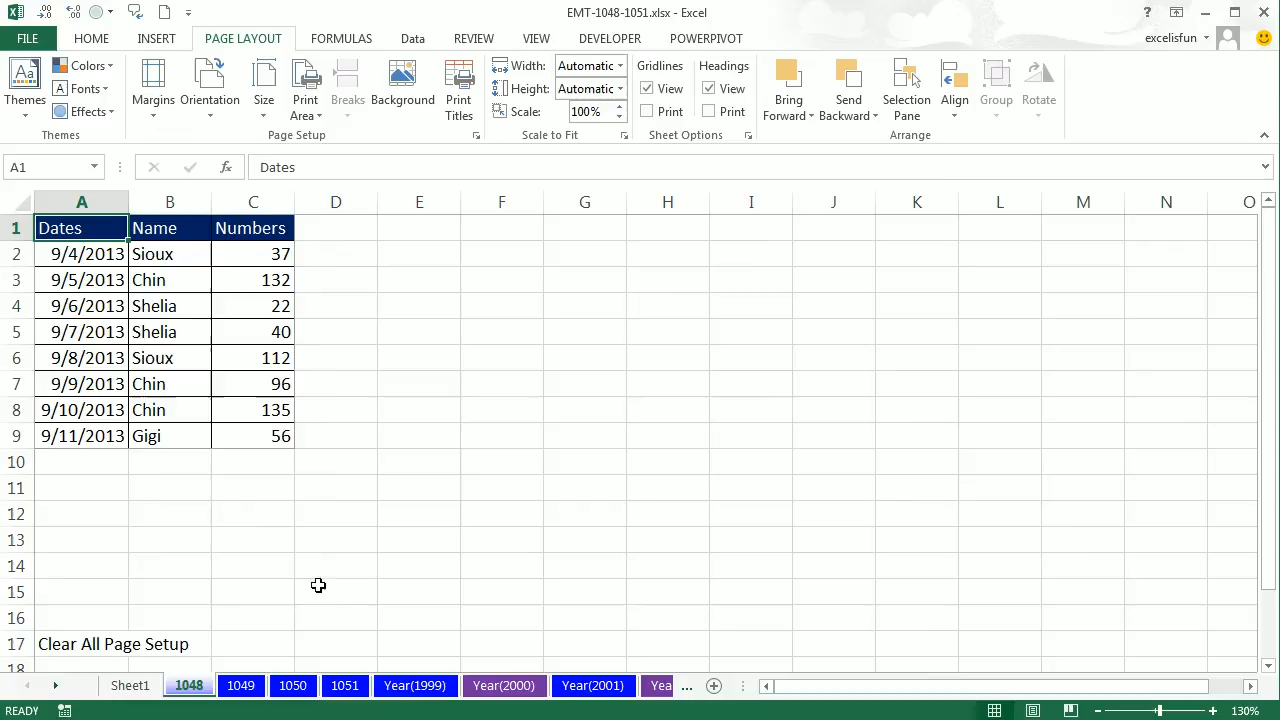 EMT-1048-1051.xlsx - Excel
FILE HOME INSERT PAGE LAYOUT FORMULAS Data REVIEW VIEW DEVELOPER POWERPIVOT excelisfun
Themes Colors Fonts Effects Margins Orientation Size Print Area Breaks Background Print Titles Width: Automatic Height: Automatic Scale: 100% Gridlines View Print Headings View Print Bring Forward Send Backward Selection Pane Align Group Rotate
Themes Page Setup Scale to Fit Sheet Options Arrange
A1 fx Dates
A B C D E F G H I J K L M N O
1 Dates Name Numbers
2 9/4/2013 Sioux 37
3 9/5/2013 Chin 132
4 9/6/2013 Shelia 22
5 9/7/2013 Shelia 40
6 9/8/2013 Sioux 112
7 9/9/2013 Chin 96
8 9/10/2013 Chin 135
9 9/11/2013 Gigi 56
10
11
12
13
14
15
16
17 Clear All Page Setup
18
Sheet1 1048 1049 1050 1051 Year(1999) Year(2000) Year(2001) Yea ...
READY 130%